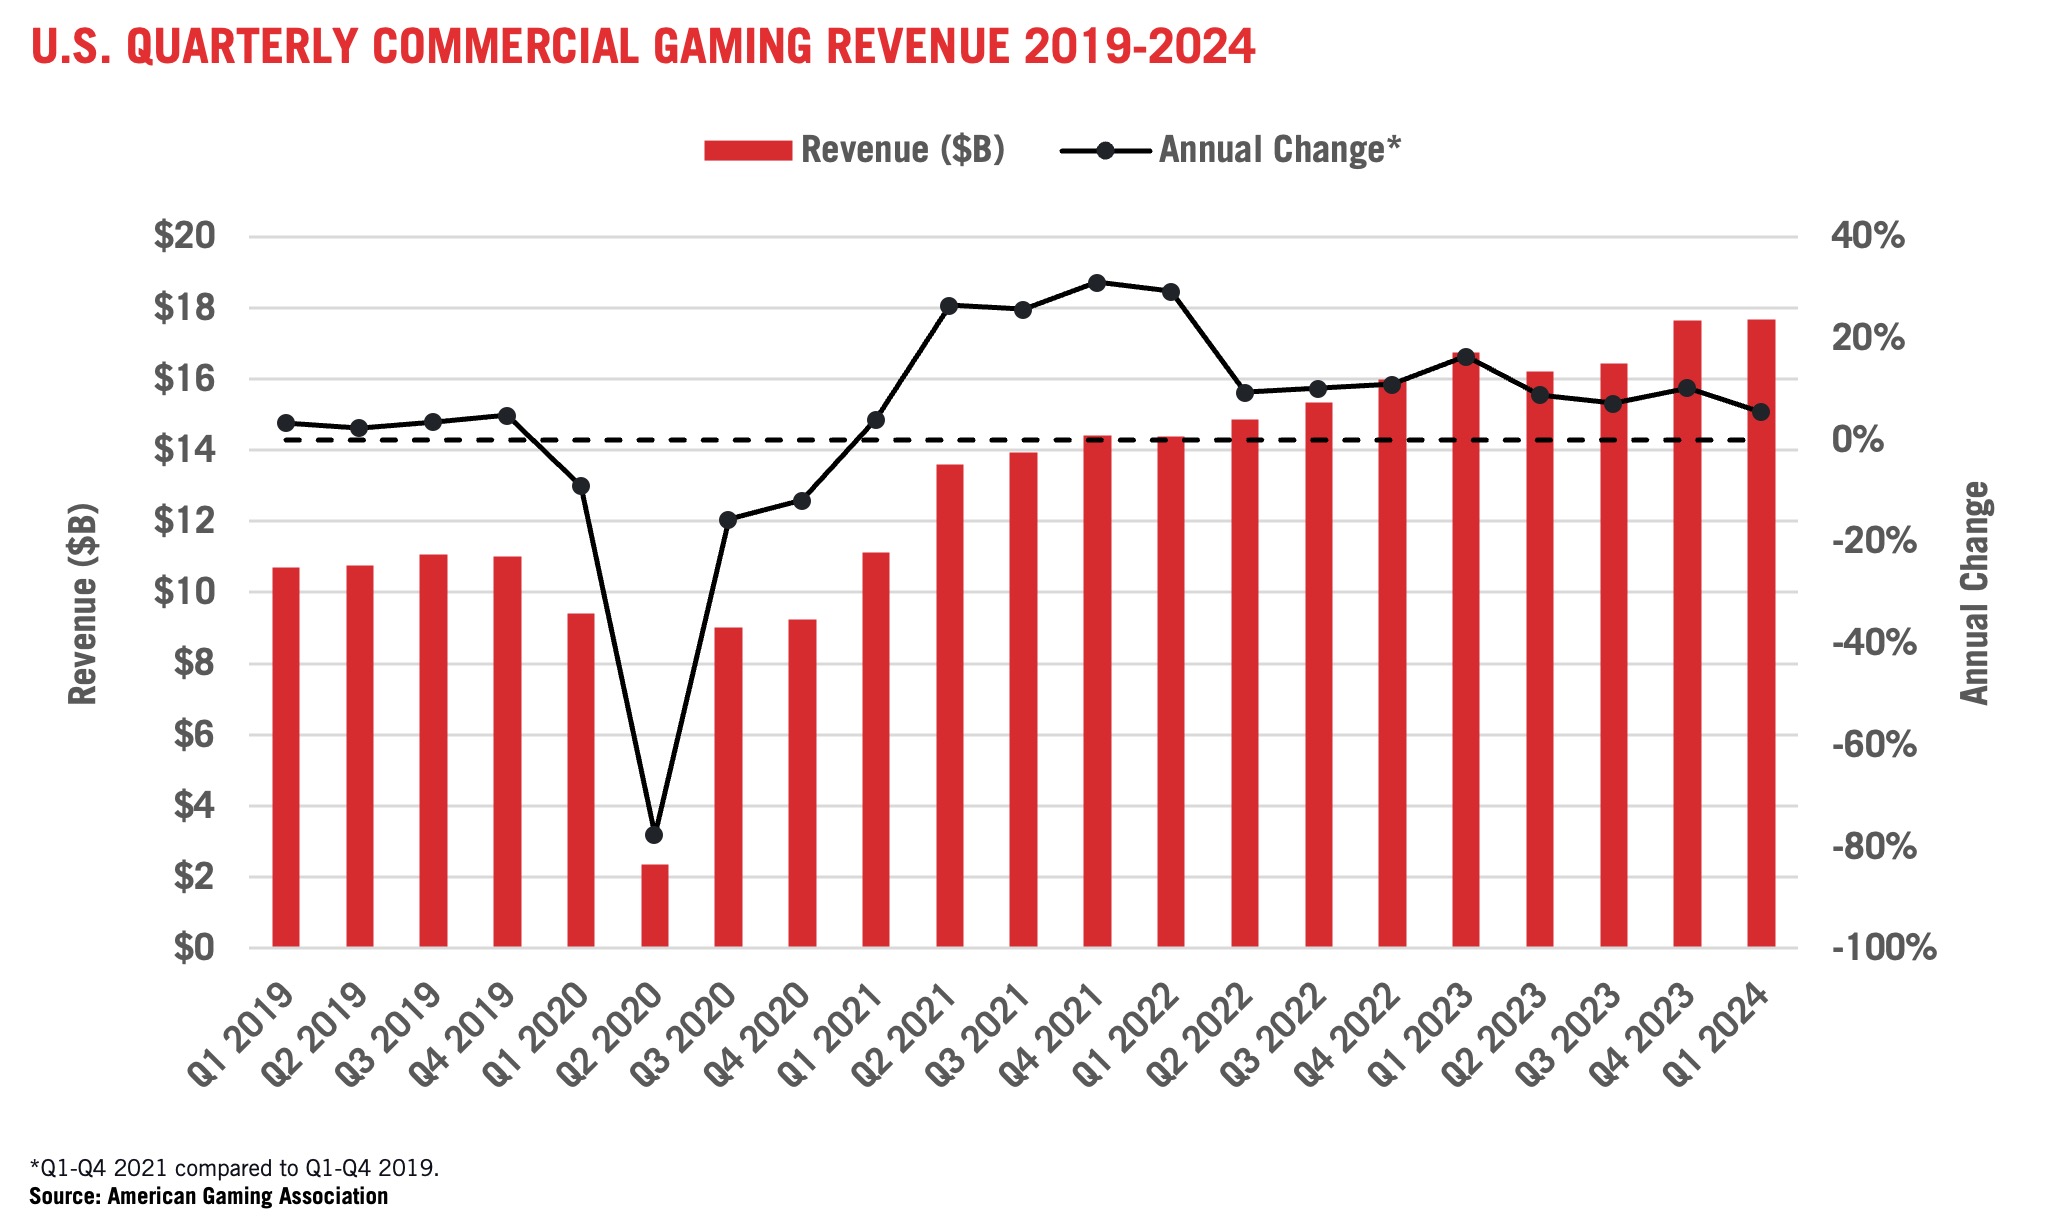 U.S. QUARTERLY COMMERCIAL GAMING REVENUE 2019-2024
Revenue ($B)
Annual Change*
$20
$18
$16
$14
$12
$10
$8
$6
$4
$2
$0
Revenue ($B)
40%
20%
0%
-20%
-40%
-60%
-80%
-100%
Annual Change
Q1 2019
Q2 2019
Q3 2019
Q4 2019
Q1 2020
Q2 2020
Q3 2020
Q4 2020
Q1 2021
Q2 2021
Q3 2021
Q4 2021
Q1 2022
Q2 2022
Q3 2022
Q4 2022
Q1 2023
Q2 2023
Q3 2023
Q4 2023
Q1 2024
*Q1-Q4 2021 compared to Q1-Q4 2019.
Source: American Gaming Association